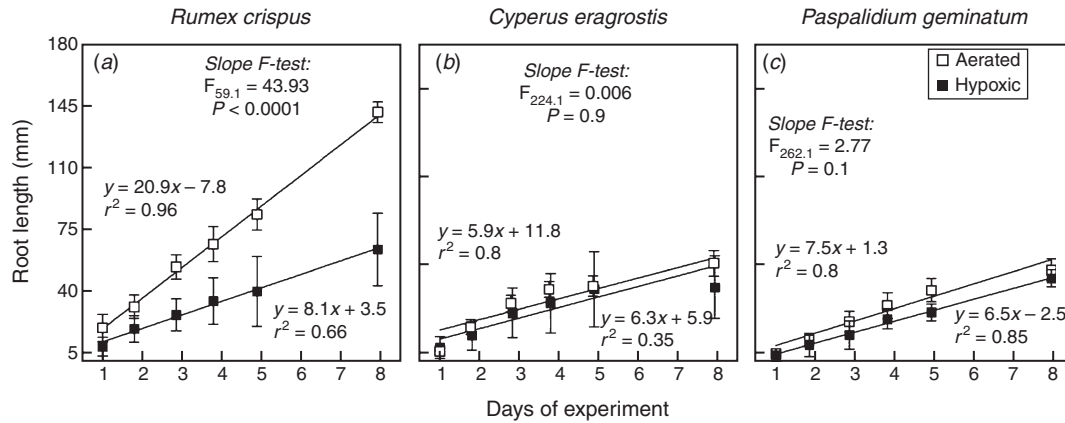 Rumex crispus
Cyperus eragrostis
Paspalidium geminatum
Root length (mm)
180
145
110
75
40
5
(a)
Slope F-test:
F59.1 = 43.93
P < 0.0001
y = 20.9x – 7.8
r² = 0.96
y = 8.1x + 3.5
r² = 0.66
1 2 3 4 5 6 7 8
(b)
Slope F-test:
F224.1 = 0.006
P = 0.9
y = 5.9x + 11.8
r² = 0.8
y = 6.3x + 5.9
r² = 0.35
1 2 3 4 5 6 7 8
(c)
Aerated
Hypoxic
Slope F-test:
F262.1 = 2.77
P = 0.1
y = 7.5x + 1.3
r² = 0.8
y = 6.5x – 2.5
r² = 0.85
1 2 3 4 5 6 7 8
Days of experiment